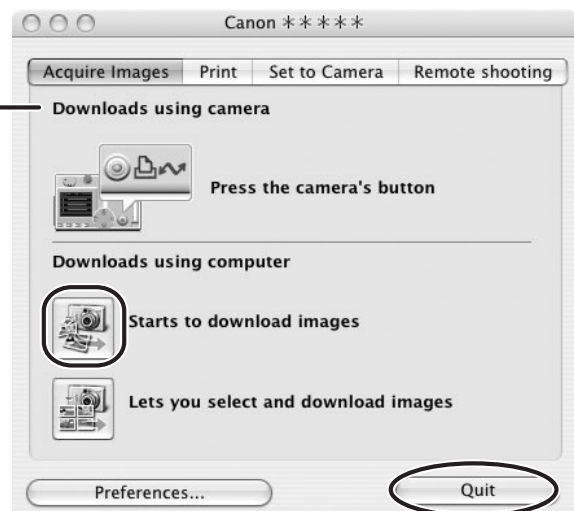 Canon *****
Acquire Images Print Set to Camera Remote shooting
Downloads using camera
Press the camera's button
Downloads using computer
Starts to download images
Lets you select and download images
Preferences... Quit